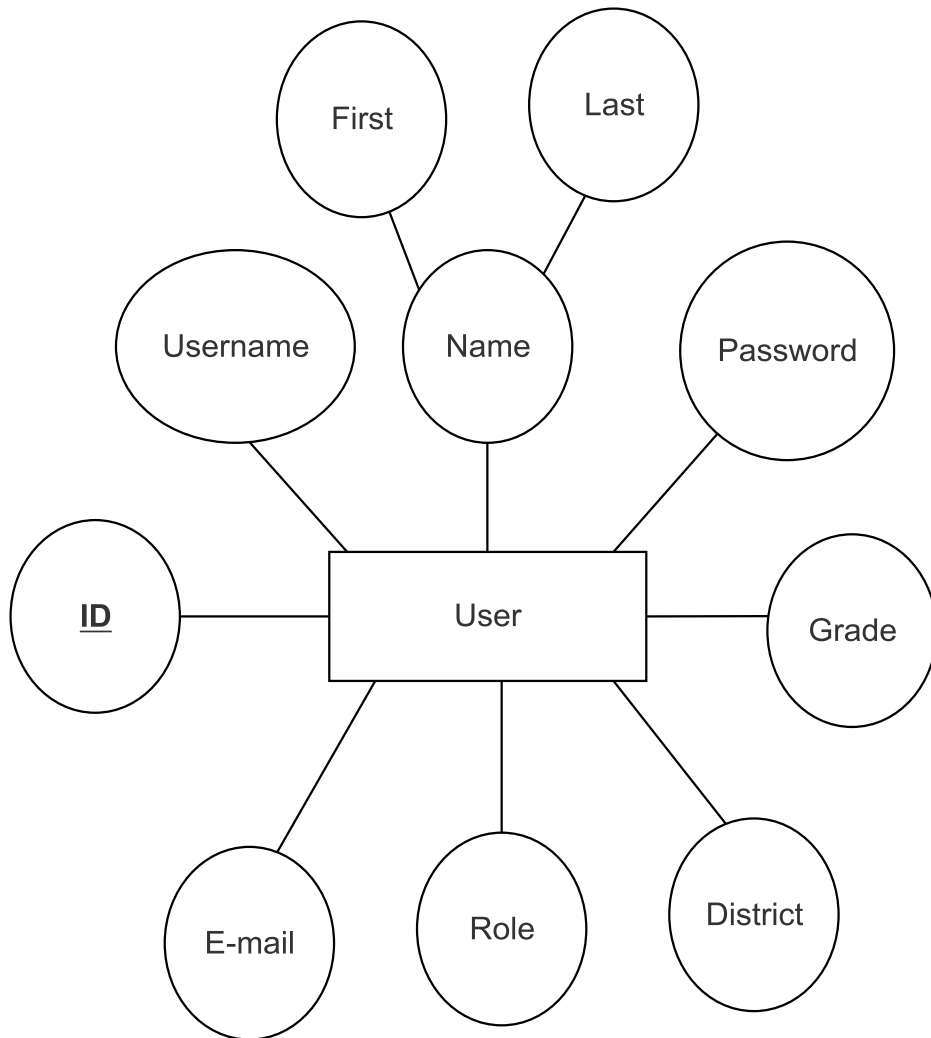 First
Last
Username
Name
Password
ID
User
Grade
E-mail
Role
District